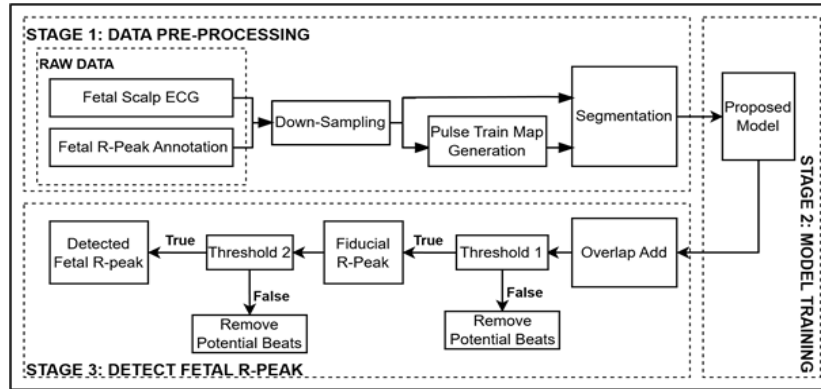 STAGE 1: DATA PRE-PROCESSING
RAW DATA
Fetal Scalp ECG
Fetal R-Peak Annotation
Down-Sampling
Pulse Train Map
Generation
Segmentation
Proposed
Model
STAGE 2: MODEL TRAINING
Overlap Add
Threshold 1
True
False
Remove
Potential Beats
Fiducial
R-Peak
Threshold 2
True
False
Remove
Potential Beats
Detected
Fetal R-peak
STAGE 3: DETECT FETAL R-PEAK